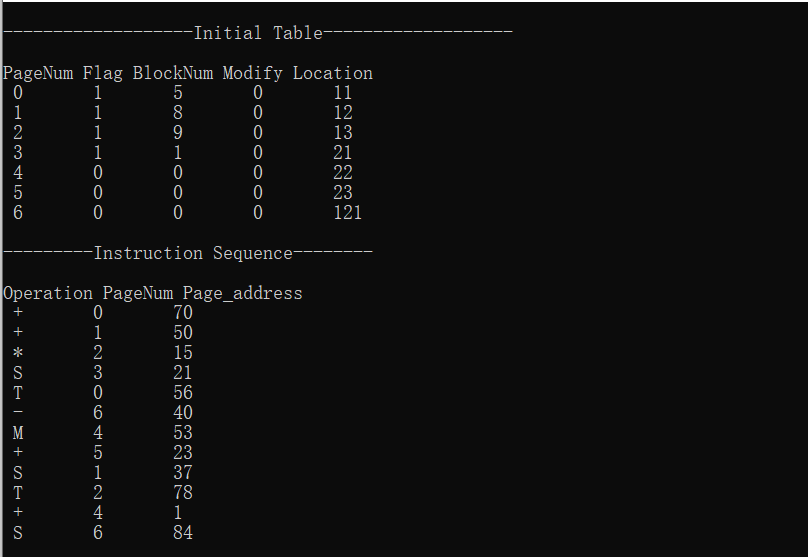 -------------------Initial Table-------------------
PageNum Flag BlockNum Modify Location
0 1 5 0 11
1 1 8 0 12
2 1 9 0 13
3 1 1 0 21
4 0 0 0 22
5 0 0 0 23
6 0 0 0 121
---------Instruction Sequence--------
Operation PageNum Page_address
+ 0 70
+ 1 50
* 2 15
S 3 21
T 0 56
- 6 40
M 4 53
+ 5 23
S 1 37
T 2 78
+ 4 1
S 6 84